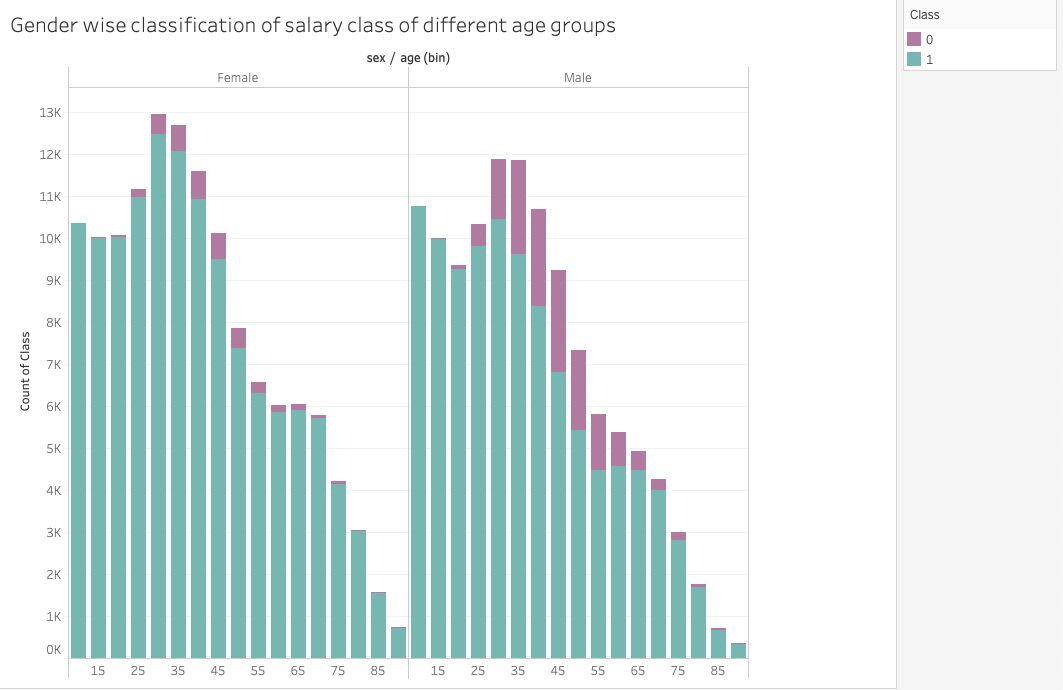 Gender wise classification of salary class of different age groups
Class
0
1
sex / age (bin)
Female
Male
Count of Class
13K
12K
11K
10K
9K
8K
7K
6K
5K
4K
3K
2K
1K
0K
15 25 35 45 55 65 75 85 15 25 35 45 55 65 75 85